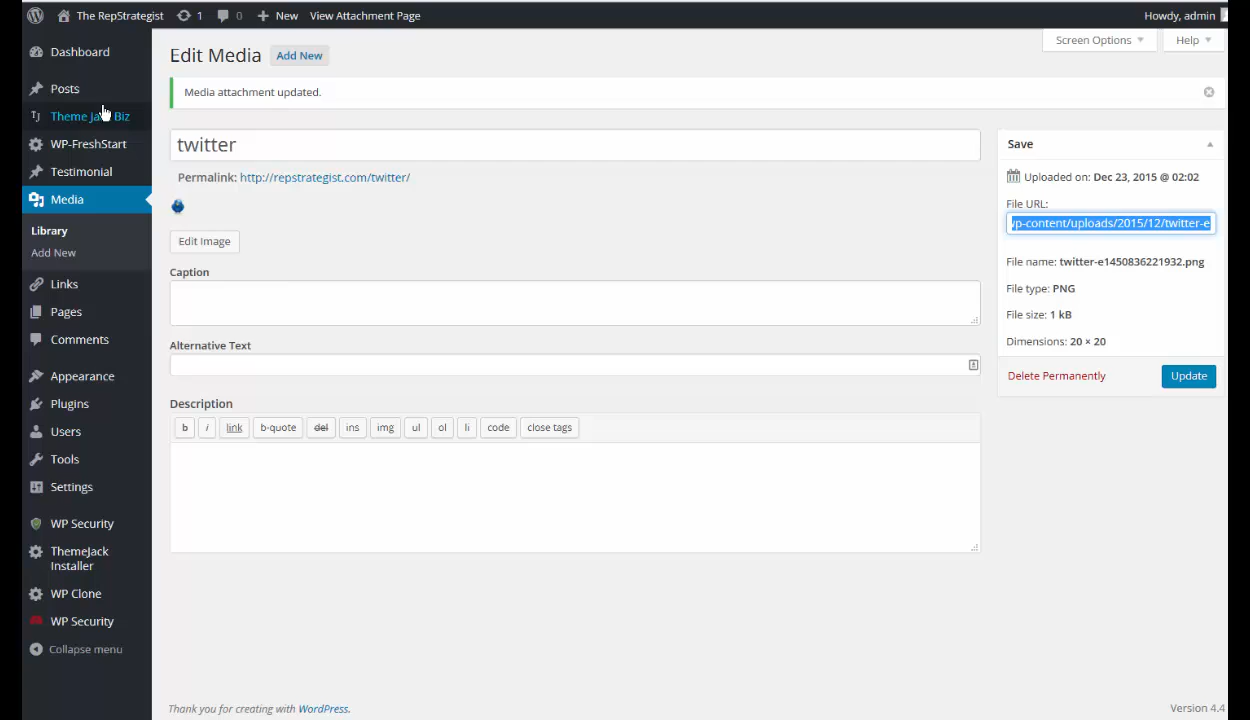 The RepStrategist 1 0 + New View Attachment Page Howdy, admin
Screen Options Help
Dashboard
Posts
Theme Biz
WP-FreshStart
Testimonial
Media
Library
Add New
Links
Pages
Comments
Appearance
Plugins
Users
Tools
Settings
WP Security
ThemeJack
Installer
WP Clone
WP Security
Collapse menu
Edit Media Add New
Media attachment updated.
twitter
Permalink: http://repstrategist.com/twitter/
Edit Image
Caption
Alternative Text
Description
b i link b-quote del ins img ul ol li code close tags
Save
Uploaded on: Dec 23, 2015 @ 02:02
File URL:
vp-content/uploads/2015/12/twitter-e
File name: twitter-e1450836221932.png
File type: PNG
File size: 1 kB
Dimensions: 20 × 20
Delete Permanently Update
Thank you for creating with WordPress. Version 4.4